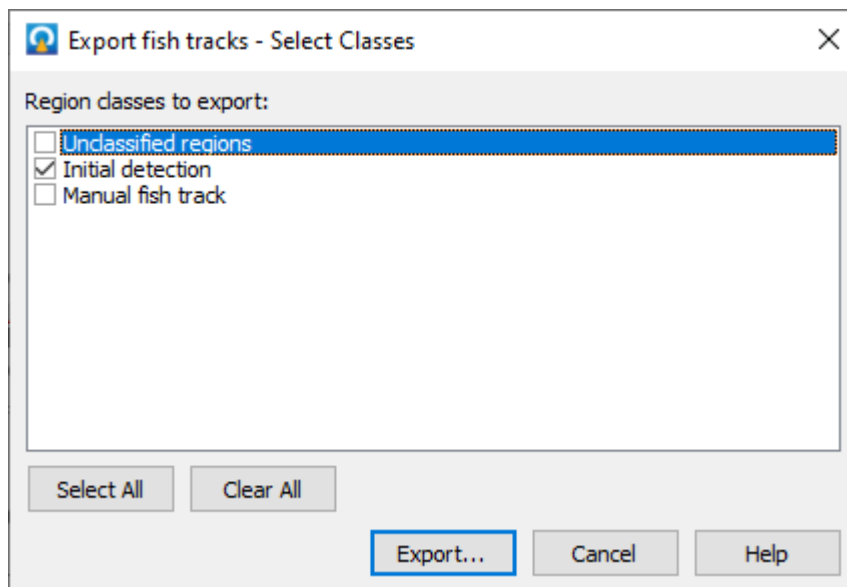 Export fish tracks - Select Classes
Region classes to export:
Unclassified regions
Initial detection
Manual fish track
Select All Clear All
Export... Cancel Help